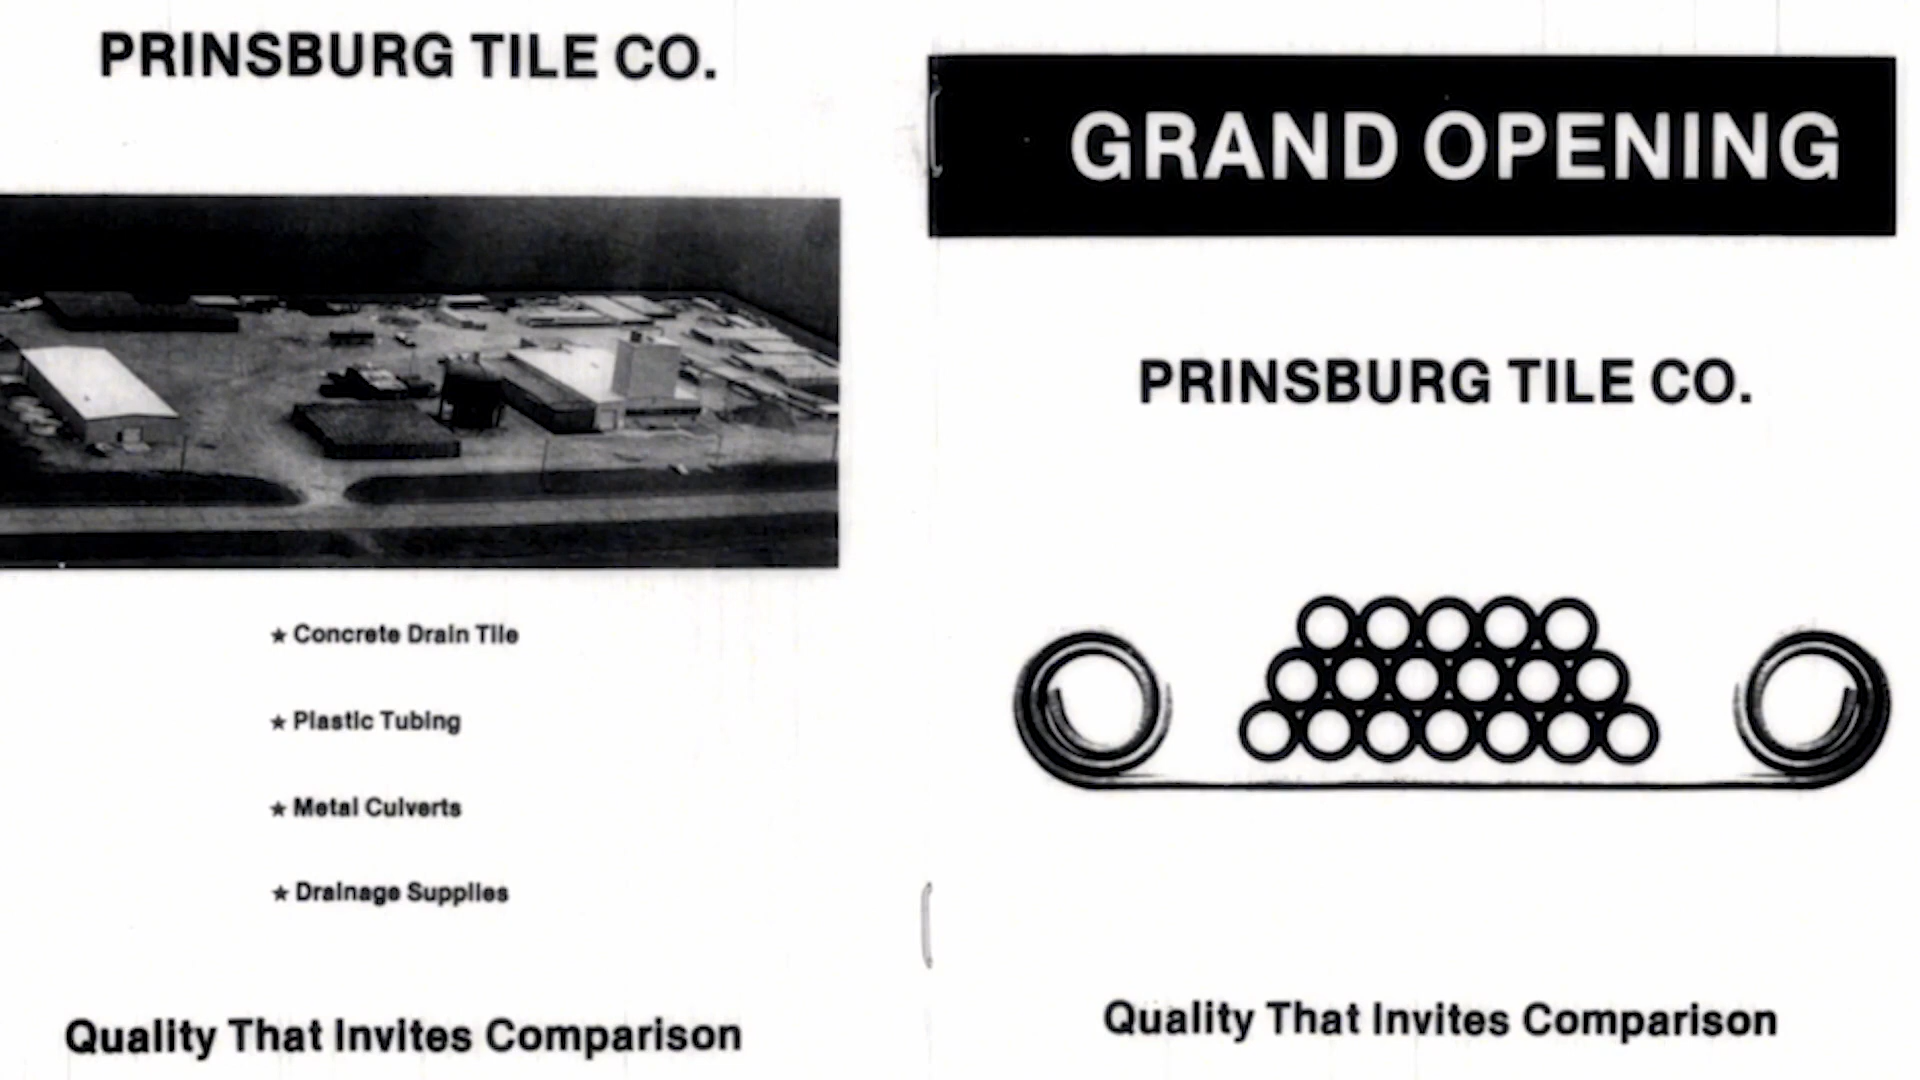 PRINSBURG TILE CO.
★ Concrete Drain Tile
★ Plastic Tubing
★ Metal Culverts
★ Drainage Supplies
Quality That Invites Comparison
GRAND OPENING
PRINSBURG TILE CO.
Quality That Invites Comparison